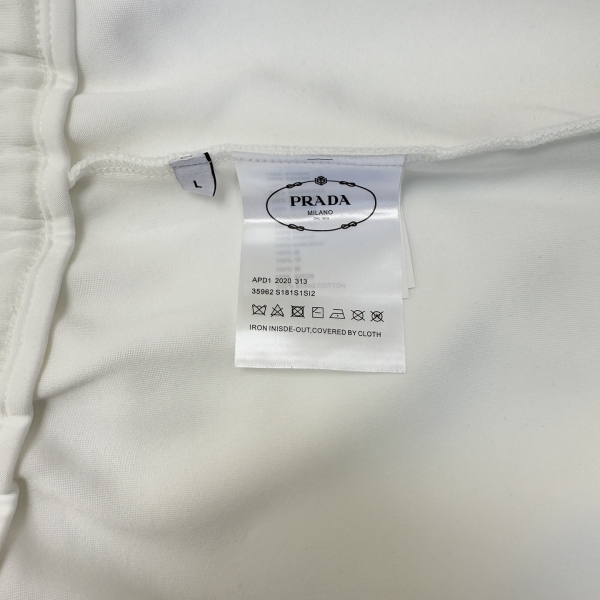 L
PRADA
MILANO
APD1 2020 313
35962 S181S1SI2
IRON INISDE-OUT,COVERED BY CLOTH